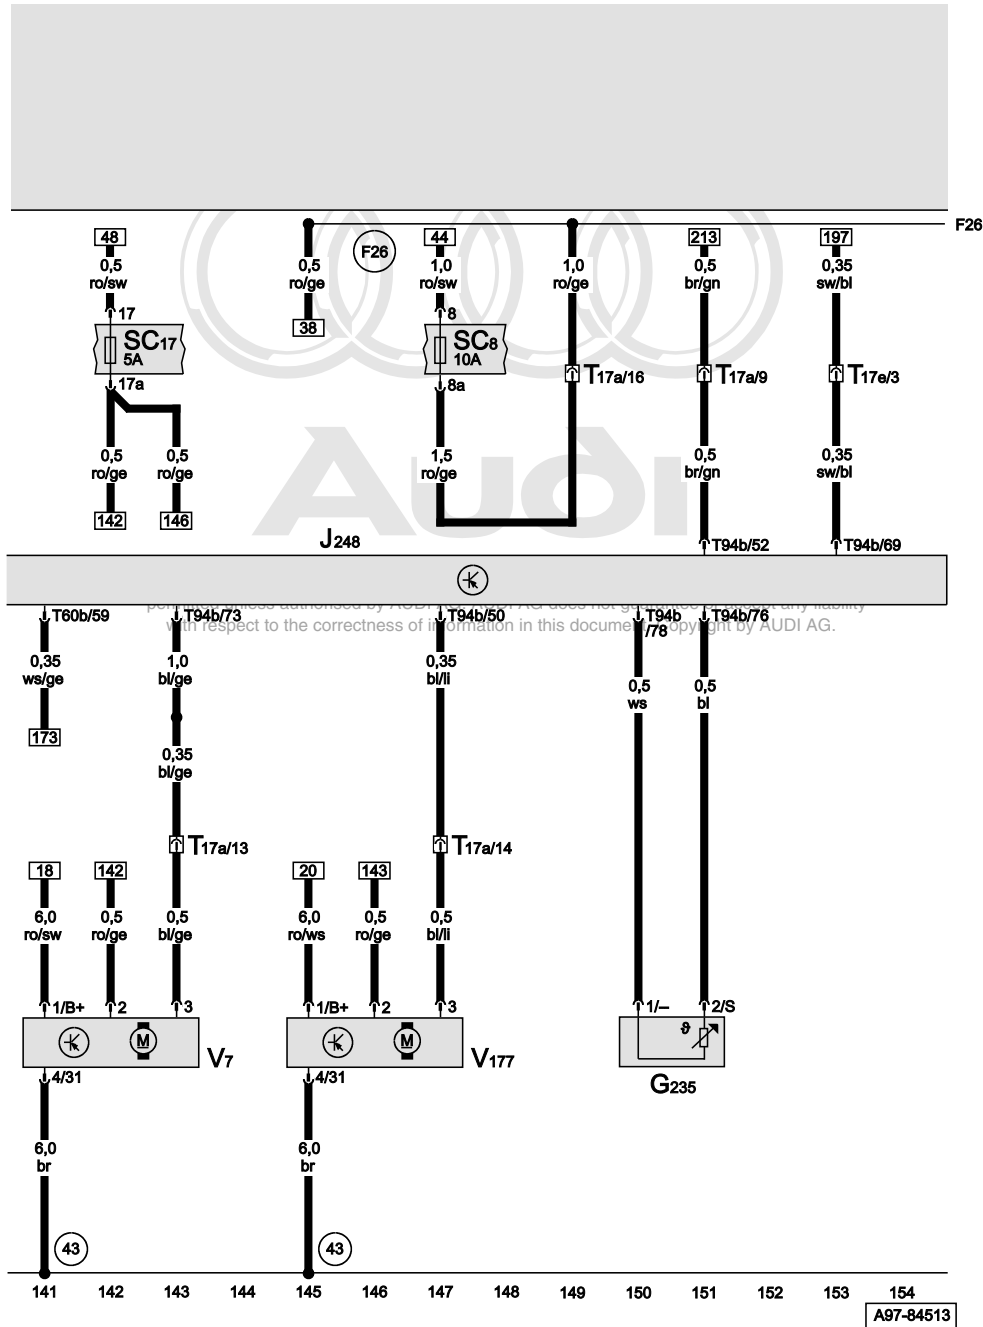 F26
48
44
213
197
0,5
ro/sw
0,5
ro/ge
F26
1,0
ro/sw
1,0
ro/ge
0,5
br/gn
0,35
sw/bl
17
38
8
SC17
5A
SC8
10A
17a
8a
T17a/16
T17a/9
T17e/3
0,5
ro/ge
0,5
ro/ge
1,5
ro/ge
0,5
br/gn
0,35
sw/bl
142
146
Audi
J248
T94b/52
T94b/69
T60b/59
T94b/73
T94b/50
T94b
/78
T94b/76
with respect to the correctness of information in this document. Copyright by AUDI AG.
0,35
ws/ge
1,0
bl/ge
0,35
bl/li
0,5
ws
0,5
bl
173
0,35
bl/ge
T17a/13
T17a/14
18
142
20
143
6,0
ro/sw
0,5
ro/ge
0,5
bl/ge
6,0
ro/ws
0,5
ro/ge
0,5
bl/li
1/B+
2
3
1/B+
2
3
1/–
2/S
M
V7
M
V177
ϑ
G235
4/31
4/31
6,0
br
6,0
br
43
43
141 142 143 144 145 146 147 148 149 150 151 152 153 154
A97-84513